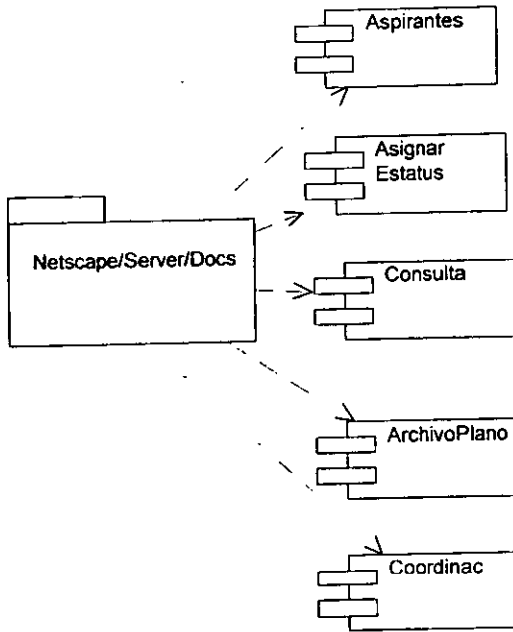 Aspirantes
Asignar
Estatus
Netscape/Server/Docs
Consulta
ArchivoPlano
Coordinac